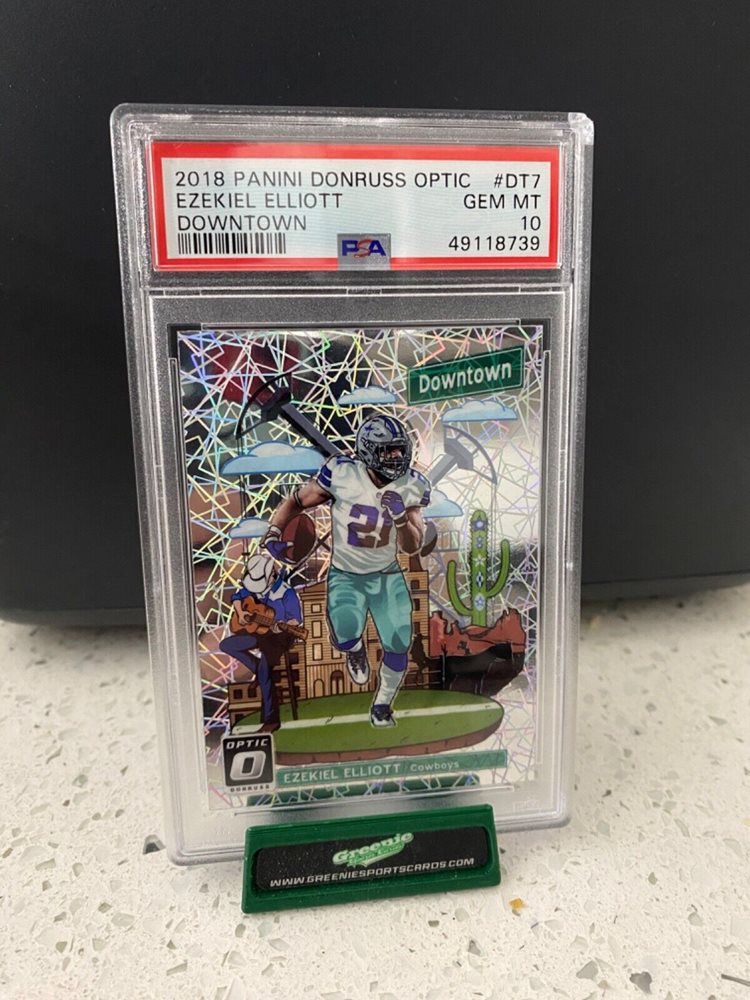 2018 PANINI DONRUSS OPTIC #DT7
EZEKIEL ELLIOTT GEM MT
DOWNTOWN 10
PSA 49118739
Downtown
21
OPTIC
O
DONRUSS
EZEKIEL ELLIOTT / Cowboys
Greenie
WWW.GREENIESPORTSCARDS.COM